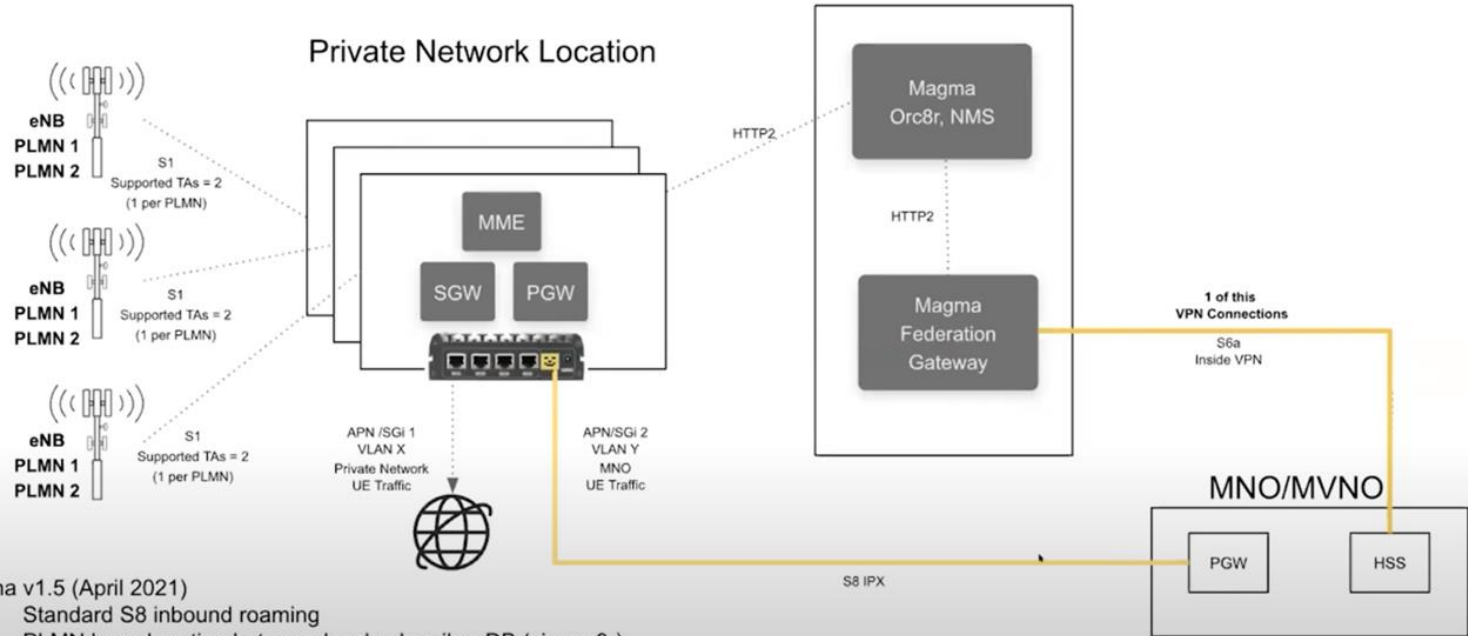 Private Network Location
eNB
PLMN 1
PLMN 2
S1
Supported TAs = 2
(1 per PLMN)
eNB
PLMN 1
PLMN 2
S1
Supported TAs = 2
(1 per PLMN)
eNB
PLMN 1
PLMN 2
S1
Supported TAs = 2
(1 per PLMN)
MME
SGW
PGW
APN /SGi 1
VLAN X
Private Network
UE Traffic
APN/SGi 2
VLAN Y
MNO
UE Traffic
HTTP2
Magma
Orc8r, NMS
HTTP2
Magma
Federation
Gateway
1 of this
VPN Connections
S6a
Inside VPN
MNO/MVNO
PGW
HSS
S8 IPX
na v1.5 (April 2021)
Standard S8 inbound roaming